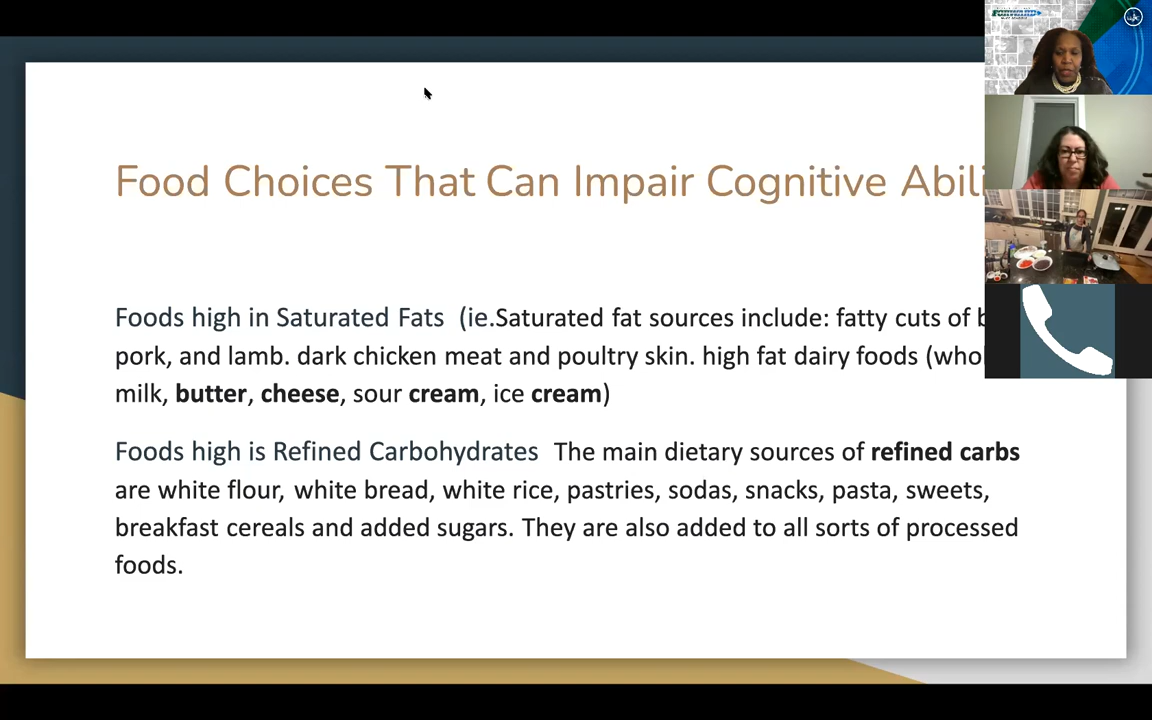 Food Choices That Can Impair Cognitive Abil
Foods high in Saturated Fats (ie.Saturated fat sources include: fatty cuts of
pork, and lamb. dark chicken meat and poultry skin. high fat dairy foods (whol
milk, butter, cheese, sour cream, ice cream)
Foods high is Refined Carbohydrates The main dietary sources of refined carbs
are white flour, white bread, white rice, pastries, sodas, snacks, pasta, sweets,
breakfast cereals and added sugars. They are also added to all sorts of processed
foods.